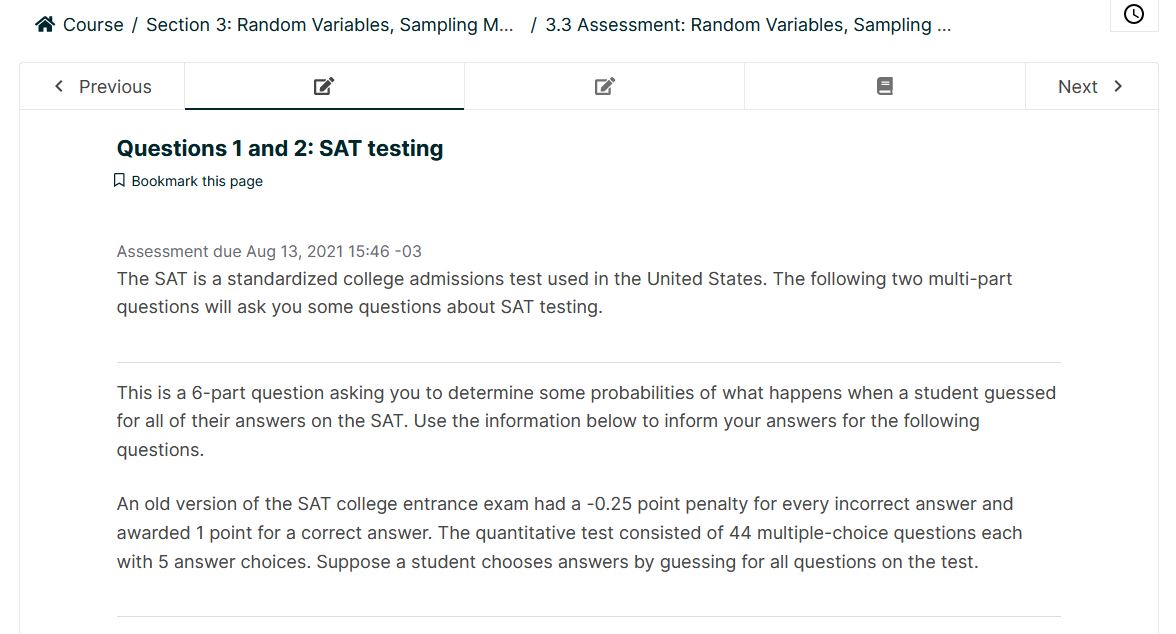 Course / Section 3: Random Variables, Sampling M... / 3.3 Assessment: Random Variables, Sampling ...
Previous
Next
Questions 1 and 2: SAT testing
Bookmark this page
Assessment due Aug 13, 2021 15:46 -03
The SAT is a standardized college admissions test used in the United States. The following two multi-part
questions will ask you some questions about SAT testing.
This is a 6-part question asking you to determine some probabilities of what happens when a student guessed
for all of their answers on the SAT. Use the information below to inform your answers for the following
questions.
An old version of the SAT college entrance exam had a -0.25 point penalty for every incorrect answer and
awarded 1 point for a correct answer. The quantitative test consisted of 44 multiple-choice questions each
with 5 answer choices. Suppose a student chooses answers by guessing for all questions on the test.